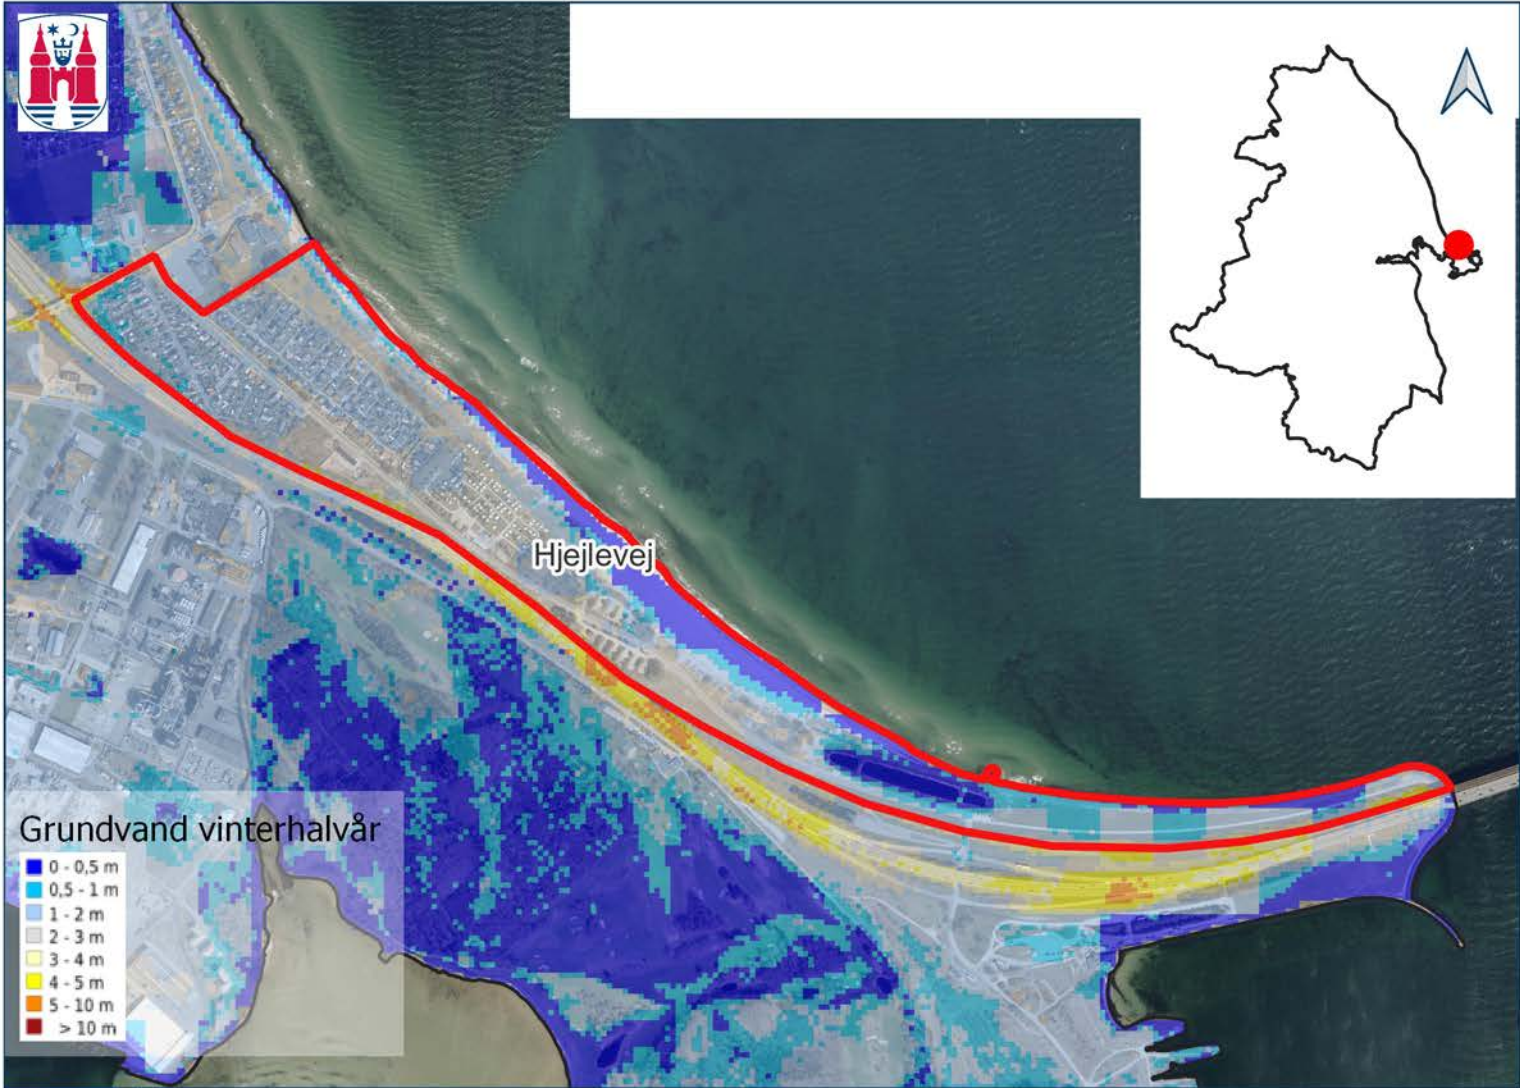 Hjejlevej
Grundvand vinterhalvår
0 - 0,5 m
0,5 - 1 m
1 - 2 m
2 - 3 m
3 - 4 m
4 - 5 m
5 - 10 m
> 10 m